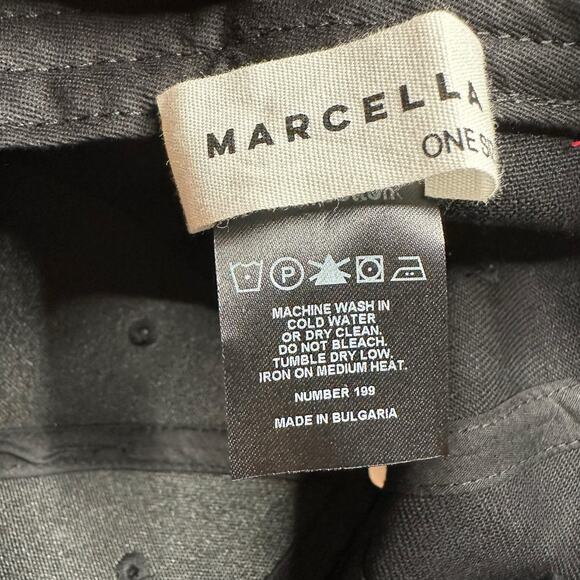 MARCELLA
ONE
P
MACHINE WASH IN
COLD WATER
OR DRY CLEAN.
DO NOT BLEACH.
TUMBLE DRY LOW,
IRON ON MEDIUM HEAT.
NUMBER 199
MADE IN BULGARIA